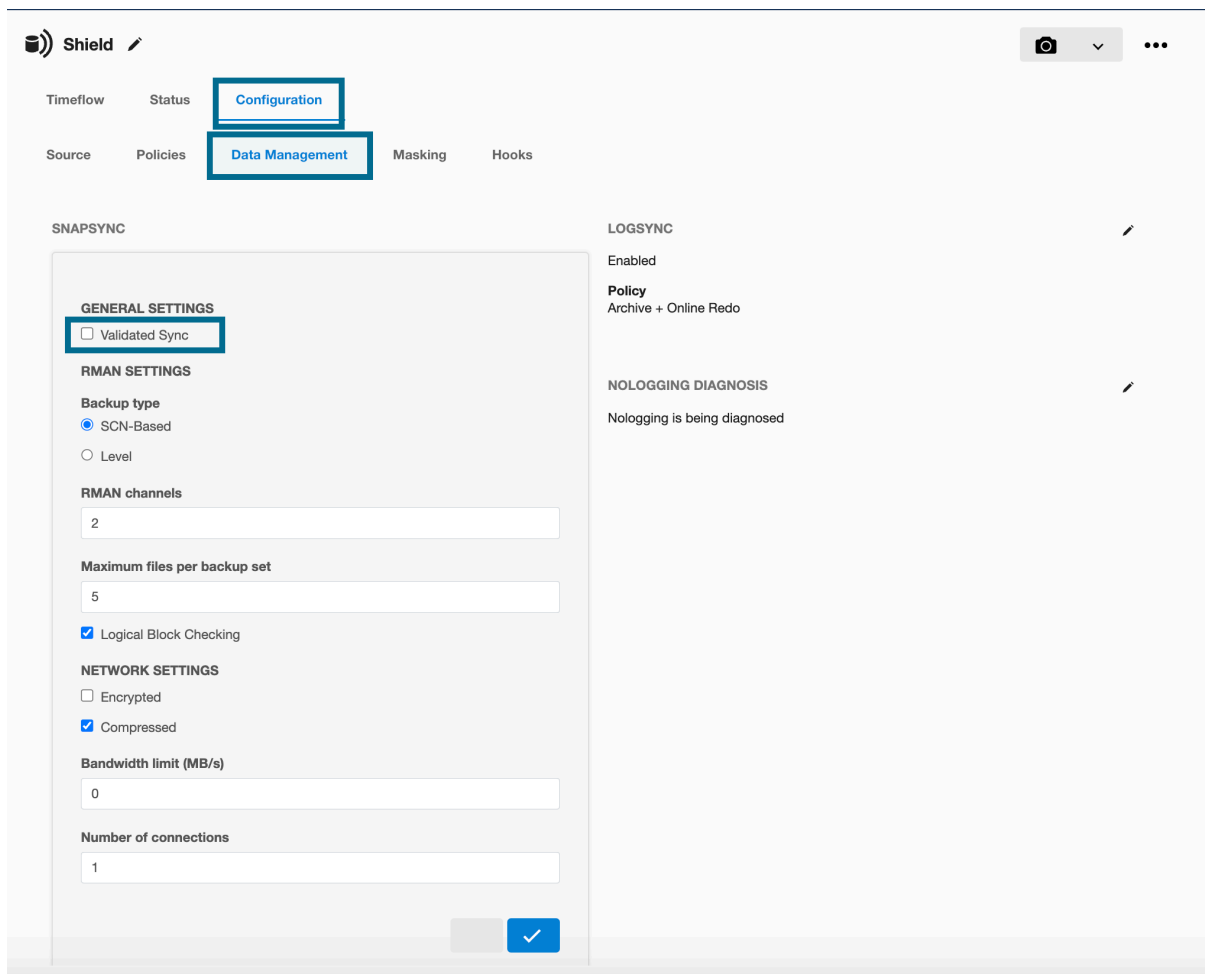 Shield
Timeflow Status Configuration
Source Policies Data Management Masking Hooks
SNAPSYNC
GENERAL SETTINGS
Validated Sync
RMAN SETTINGS
Backup type
SCN-Based
Level
RMAN channels
2
Maximum files per backup set
5
Logical Block Checking
NETWORK SETTINGS
Encrypted
Compressed
Bandwidth limit (MB/s)
0
Number of connections
1
LOGSYNC
Enabled
Policy
Archive + Online Redo
NOLOGGING DIAGNOSIS
Nologging is being diagnosed